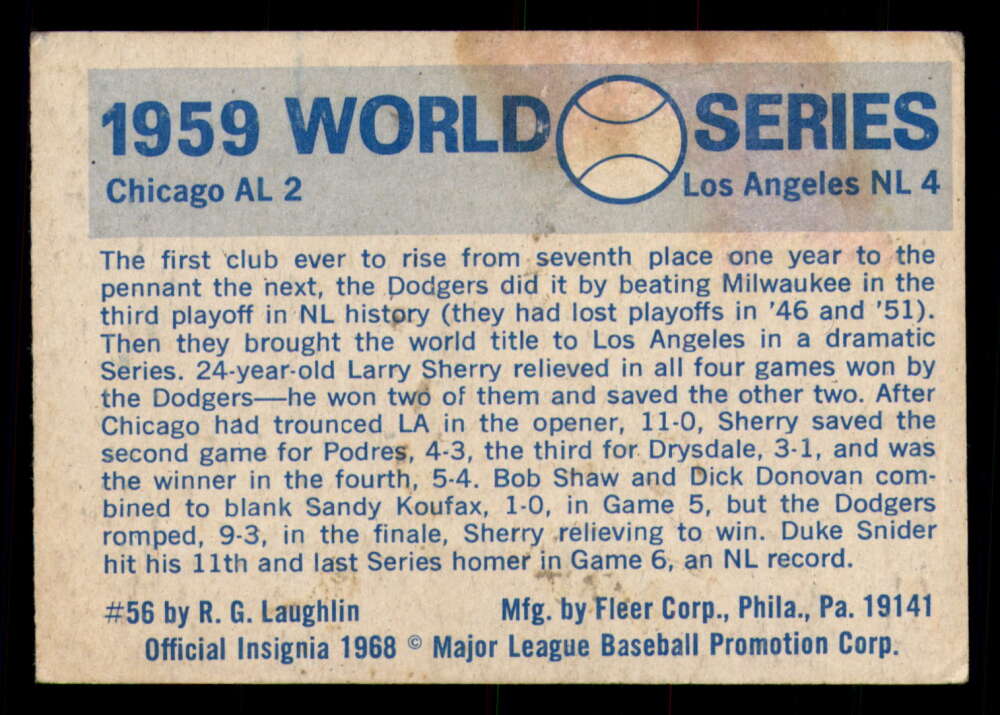 1959 WORLD SERIES
Chicago AL 2 Los Angeles NL 4
The first club ever to rise from seventh place one year to the
pennant the next, the Dodgers did it by beating Milwaukee in the
third playoff in NL history (they had lost playoffs in '46 and '51).
Then they brought the world title to Los Angeles in a dramatic
Series. 24-year-old Larry Sherry relieved in all four games won by
the Dodgers—he won two of them and saved the other two. After
Chicago had trounced LA in the opener, 11-0, Sherry saved the
second game for Podres, 4-3, the third for Drysdale, 3-1, and was
the winner in the fourth, 5-4. Bob Shaw and Dick Donovan com-
bined to blank Sandy Koufax, 1-0, in Game 5, but the Dodgers
romped, 9-3, in the finale, Sherry relieving to win. Duke Snider
hit his 11th and last Series homer in Game 6, an NL record.
#56 by R. G. Laughlin Mfg. by Fleer Corp., Phila., Pa. 19141
Official Insignia 1968 © Major League Baseball Promotion Corp.